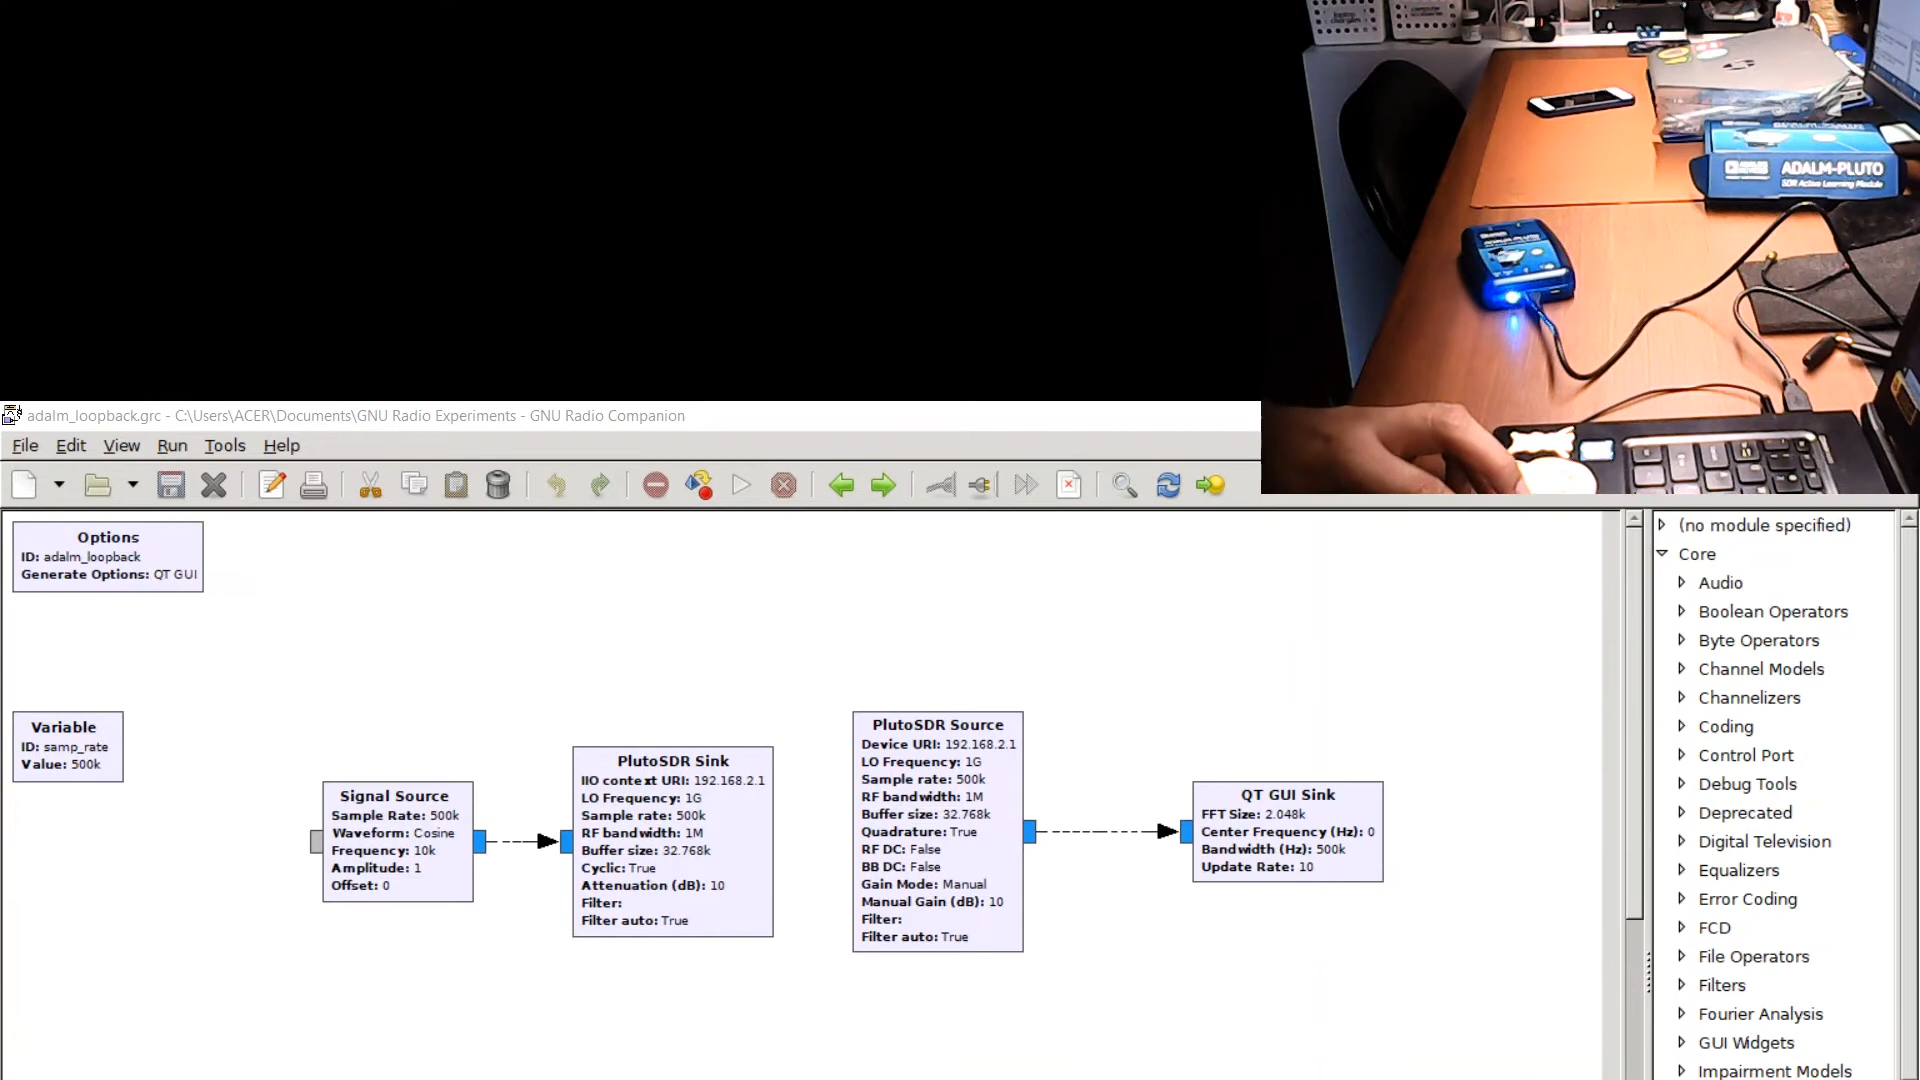 ADALM-PLUTO
SDR Active Learning Module
ADALM-PLUTO
adalm_loopback.grc - C:\Users\ACER\Documents\GNU Radio Experiments - GNU Radio Companion
File Edit View Run Tools Help
Options
ID: adalm_loopback
Generate Options: QT GUI
Variable
ID: samp_rate
Value: 500k
Signal Source
Sample Rate: 500k
Waveform: Cosine
Frequency: 10k
Amplitude: 1
Offset: 0
PlutoSDR Sink
IIO context URI: 192.168.2.1
LO Frequency: 1G
Sample rate: 500k
RF bandwidth: 1M
Buffer size: 32.768k
Cyclic: True
Attenuation (dB): 10
Filter:
Filter auto: True
PlutoSDR Source
Device URI: 192.168.2.1
LO Frequency: 1G
Sample rate: 500k
RF bandwidth: 1M
Buffer size: 32.768k
Quadrature: True
RF DC: False
BB DC: False
Gain Mode: Manual
Manual Gain (dB): 10
Filter:
Filter auto: True
QT GUI Sink
FFT Size: 2.048k
Center Frequency (Hz): 0
Bandwidth (Hz): 500k
Update Rate: 10
(no module specified)
Core
Audio
Boolean Operators
Byte Operators
Channel Models
Channelizers
Coding
Control Port
Debug Tools
Deprecated
Digital Television
Equalizers
Error Coding
FCD
File Operators
Filters
Fourier Analysis
GUI Widgets
Impairment Models